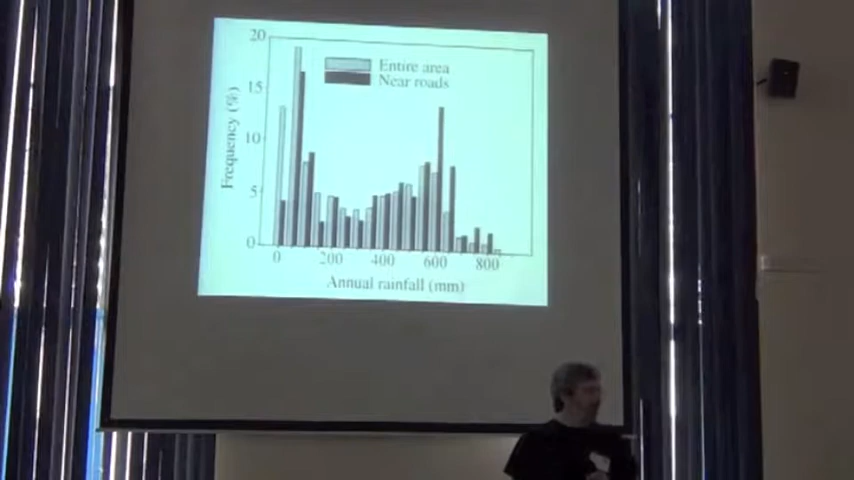 20
15
10
5
0
Frequency (%)
Entire area
Near roads
0 200 400 600 800
Annual rainfall (mm)